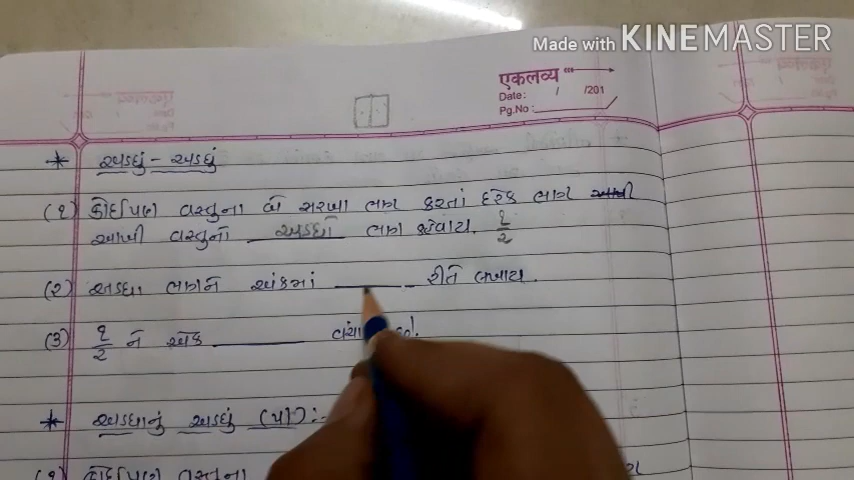 Made with KINEMASTER
एकलव्य
Date: / /201
Pg.No:
* અડધું - અડધું
(૧) કોઈપણ વસ્તુના બે સરખા ભાગ કરતાં દરેક ભાગ
આખી વસ્તુનો અડધો ભાગ કહેવાય. ૧/૨
(૨) અડધા ભાગને અંકમાં ______ રીતે લખાય.
(૩) ૧/૨ ને એક ______
* અડધાનું અડધું (પા) :-
(૧) કોઈપણ વસ્તુના